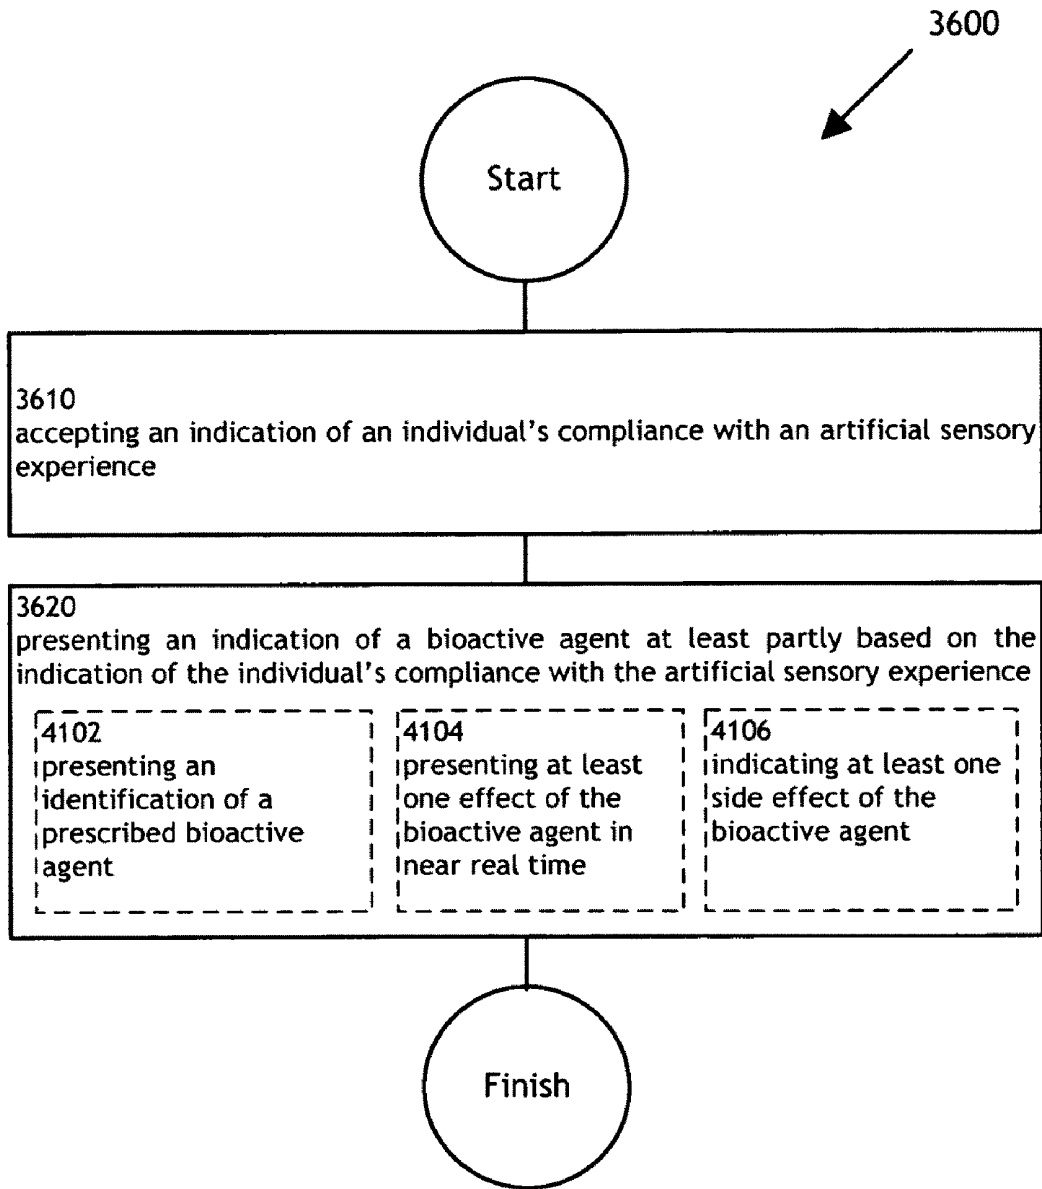 3600
Start
3610
accepting an indication of an individual's compliance with an artificial sensory
experience
3620
presenting an indication of a bioactive agent at least partly based on the
indication of the individual's compliance with the artificial sensory experience
4102
presenting an
identification of a
prescribed bioactive
agent
4104
presenting at least
one effect of the
bioactive agent in
near real time
4106
indicating at least one
side effect of the
bioactive agent
Finish